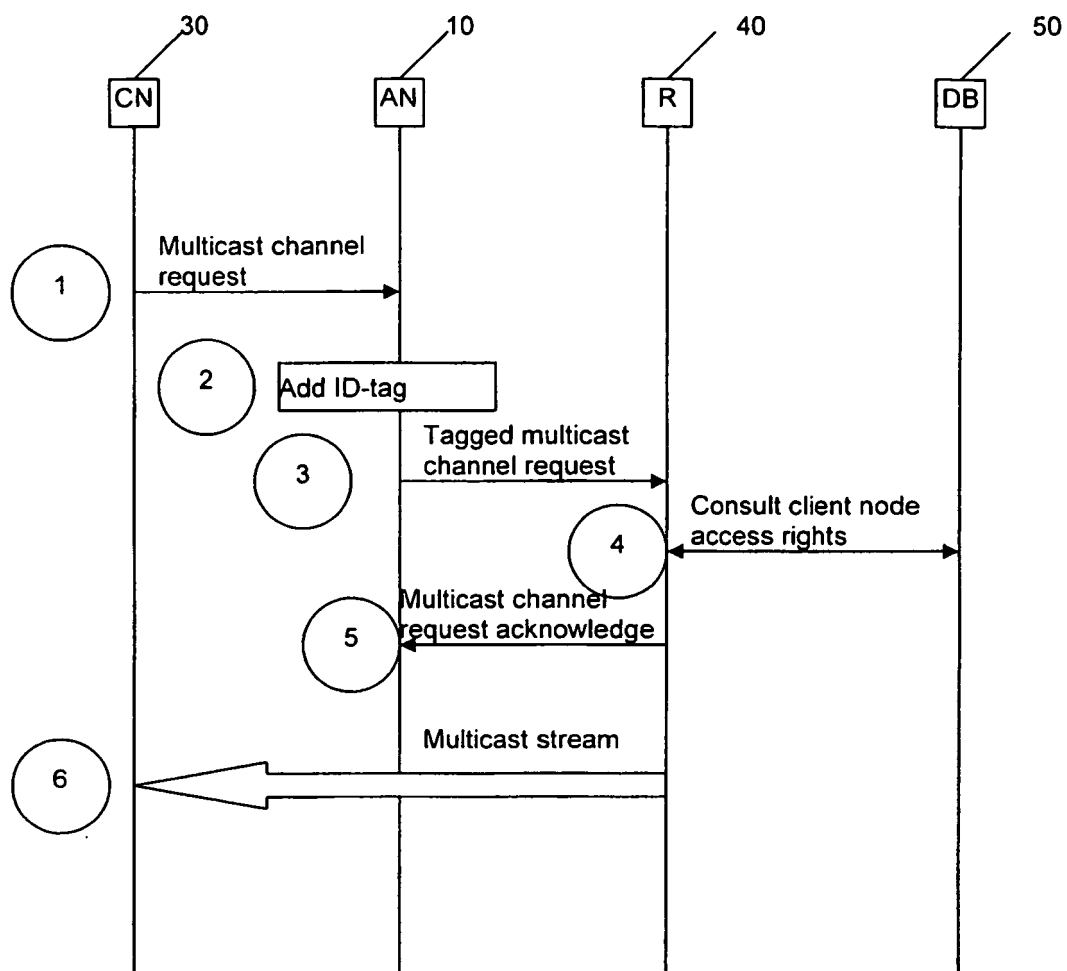 30
10
40
50
CN
AN
R
DB
Multicast channel
request
1
2
Add ID-tag
Tagged multicast
channel request
3
Consult client node
access rights
4
Multicast channel
request acknowledge
5
Multicast stream
6